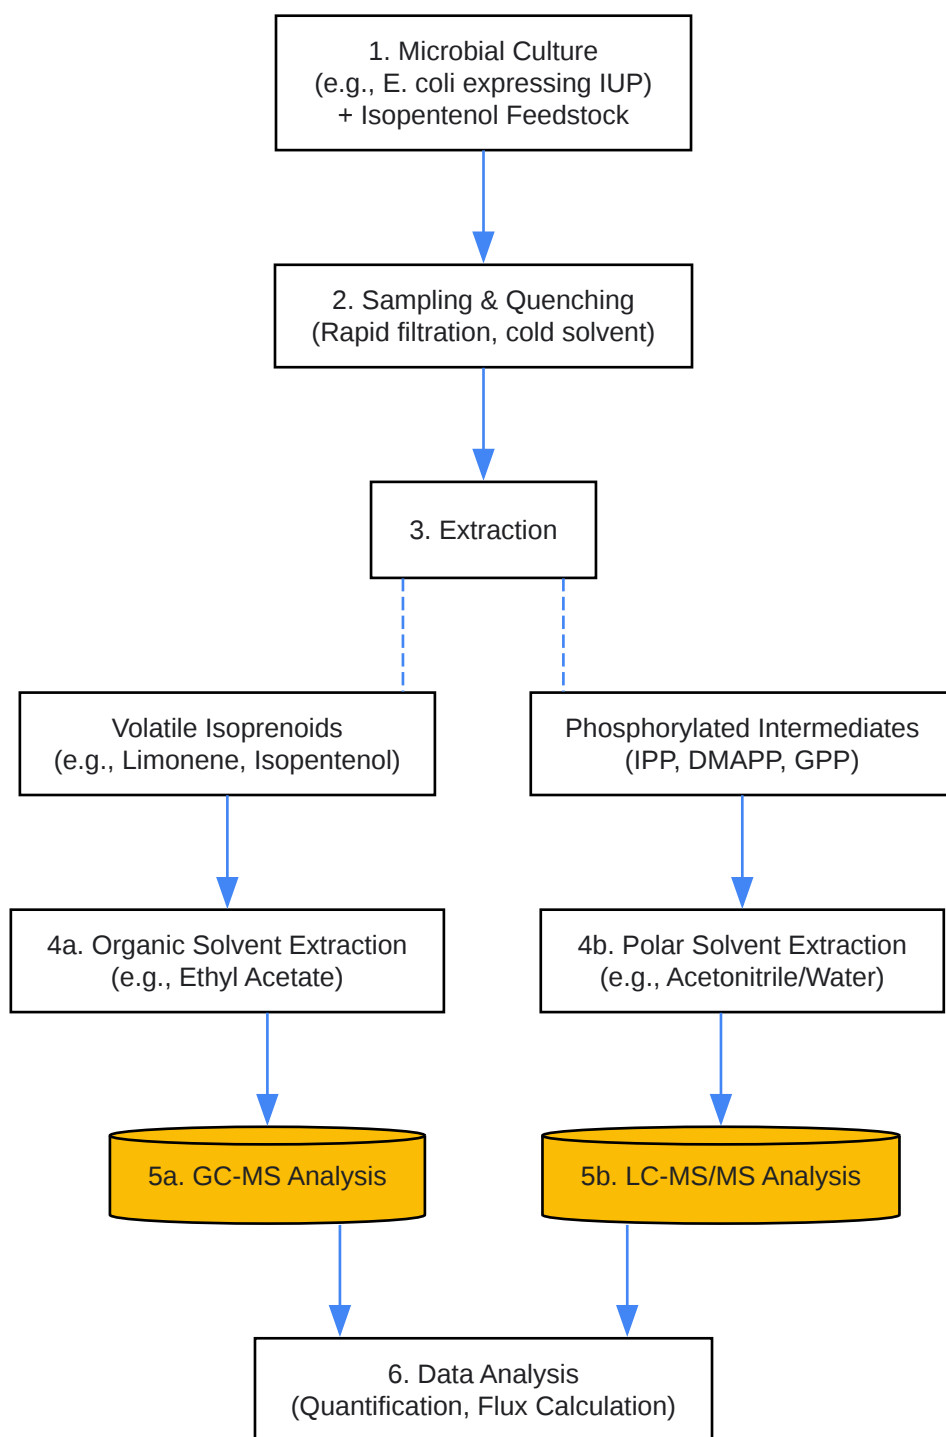 1. Microbial Culture
(e.g., E. coli expressing IUP)
+ Isopentenol Feedstock
2. Sampling & Quenching
(Rapid filtration, cold solvent)
3. Extraction
Volatile Isoprenoids
(e.g., Limonene, Isopentenol)
Phosphorylated Intermediates
(IPP, DMAPP, GPP)
4a. Organic Solvent Extraction
(e.g., Ethyl Acetate)
4b. Polar Solvent Extraction
(e.g., Acetonitrile/Water)
5a. GC-MS Analysis
5b. LC-MS/MS Analysis
6. Data Analysis
(Quantification, Flux Calculation)